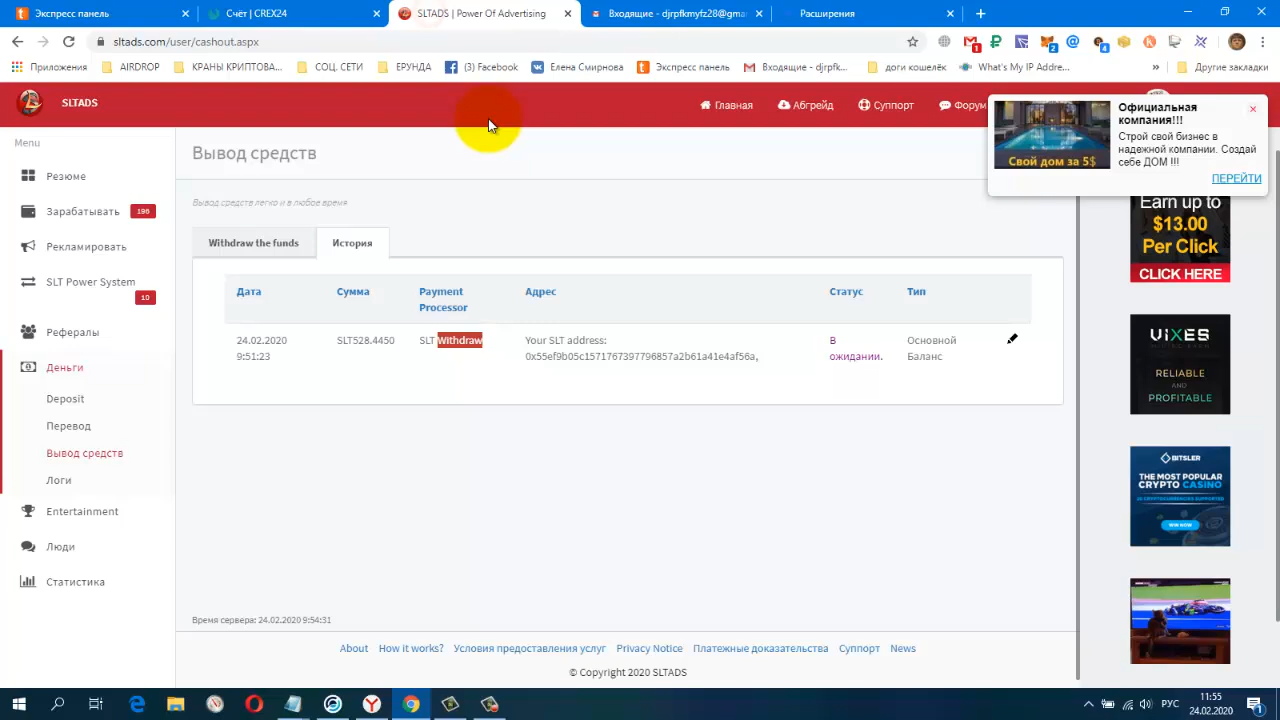 Экспресс панель
Счёт | CREX24
SLTADS | Power Of Advertising
Входящие - djrpfkmyfz28@gma
Расширения
sltads.com/user/cashout.aspx
Приложения
AIRDROP
КРАНЫ КРИПТОВА...
СОЦ. СЕТИ
ЕРУНДА
(3) Facebook
Елена Смирнова
Экспресс панель
Входящие - djrpfk...
доги кошелёк
What's My IP Addre...
»
Другие закладки
SLTADS
Главная
Абгрейд
Суппорт
Форум
Официальная
компания!!!
Строй свой бизнес в
надежной компании. Создай
себе ДОМ !!!
Свой дом за 5$
ПЕРЕЙТИ
Menu
Резюме
Зарабатывать
196
Рекламировать
SLT Power System
10
Рефералы
Деньги
Deposit
Перевод
Вывод средств
Логи
Entertainment
Люди
Статистика
Вывод средств
Вывод средств легко и в любое время
Withdraw the funds
История
Дата
Сумма
Payment
Processor
Адрес
Статус
Тип
24.02.2020
9:51:23
SLT528.4450
SLT Withdraw
Your SLT address:
0x55ef9b05c1571767397796857a2b61a41e4af56a,
В
ожидании.
Основной
Баланс
Earn up to
$13.00
Per Click
CLICK HERE
VIXES
RELIABLE
AND
PROFITABLE
BITSLER
THE MOST POPULAR
CRYPTO CASINO
WIN NOW
Время сервера: 24.02.2020 9:54:31
About
How it works?
Условия предоставления услуг
Privacy Notice
Платежные доказательства
Суппорт
News
© Copyright 2020 SLTADS
РУС
11:55
24.02.2020